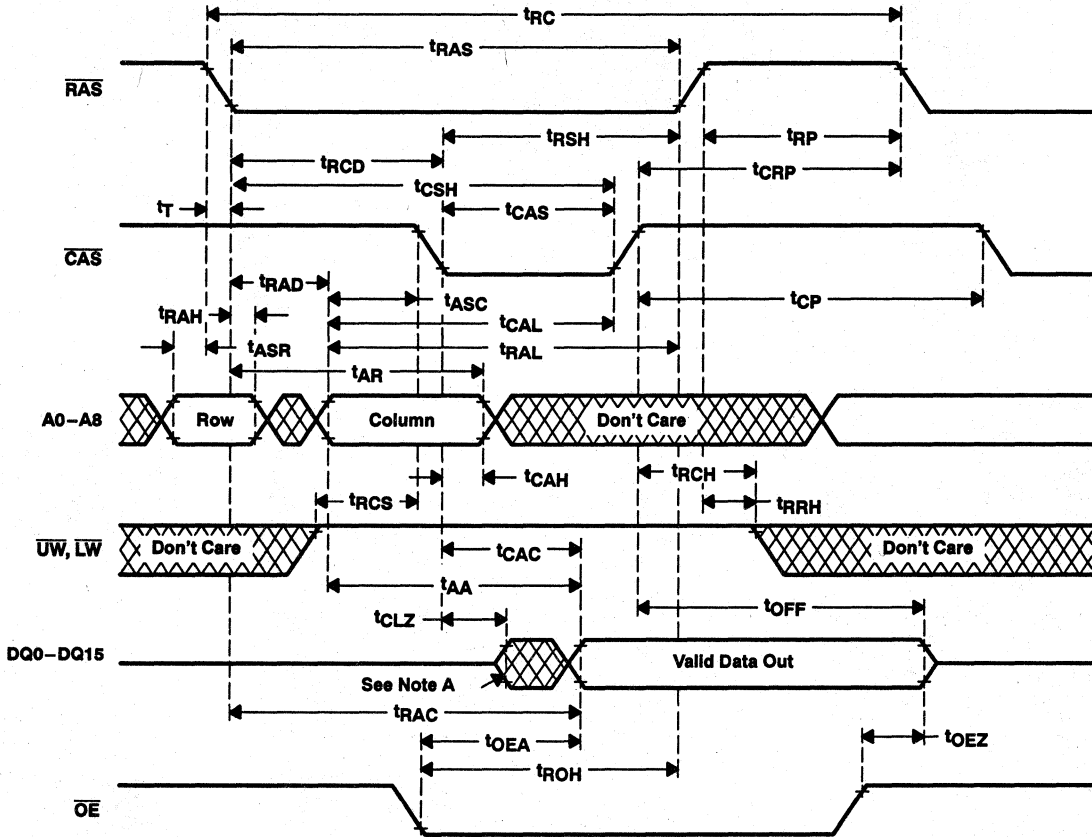 tRC
tRAS
RAS
tRSH
tRP
tRCD
tCRP
tCSH
tT
tCAS
CAS
tRAD
tASC
tCP
tRAH
tCAL
tASR
tRAL
tAR
A0–A8
Row
Column
Don't Care
tRCH
tCAH
tRCS
tRRH
UW, LW
Don't Care
tCAC
Don't Care
tAA
tOFF
tCLZ
DQ0–DQ15
Valid Data Out
See Note A
tRAC
tOEA
tOEZ
tROH
OE